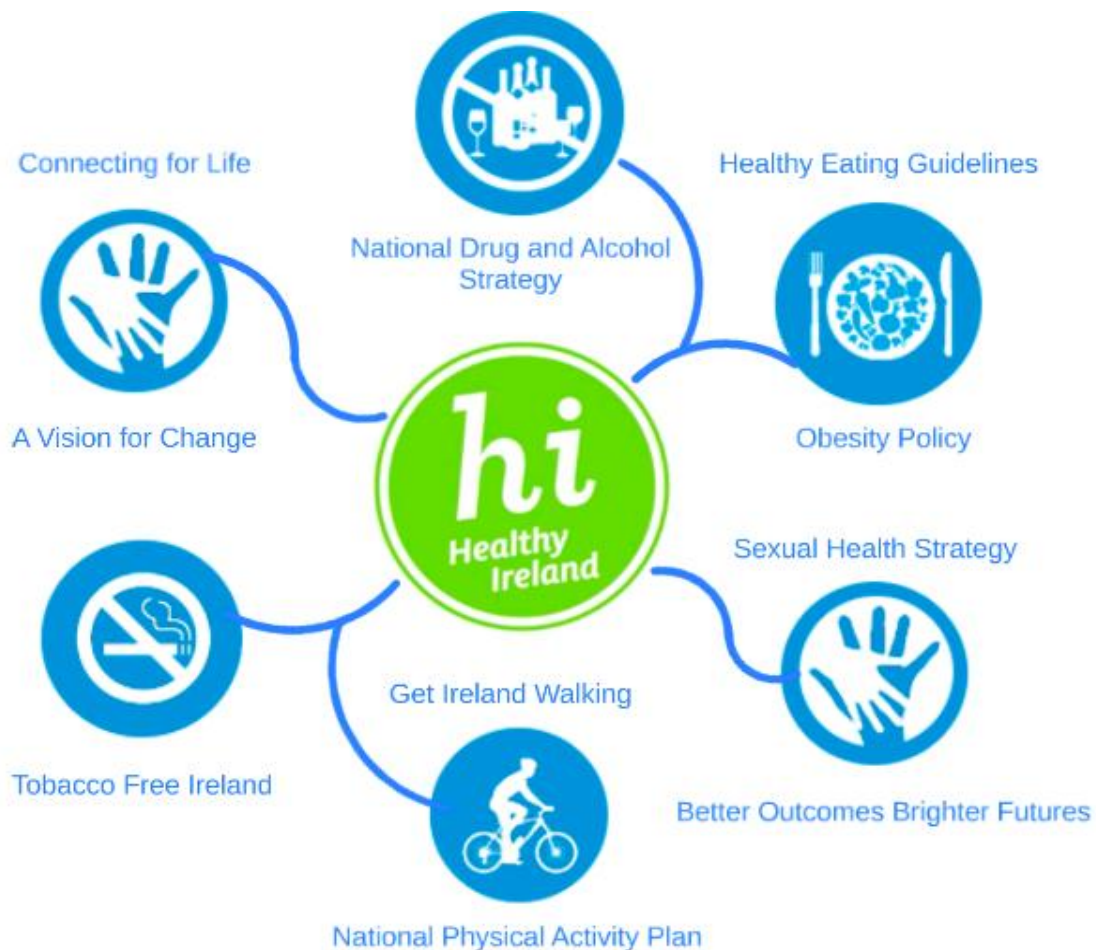 Connecting for Life
A Vision for Change
National Drug and Alcohol
Strategy
Healthy Eating Guidelines
Obesity Policy
hi
Healthy
Ireland
Sexual Health Strategy
Better Outcomes Brighter Futures
Tobacco Free Ireland
Get Ireland Walking
National Physical Activity Plan